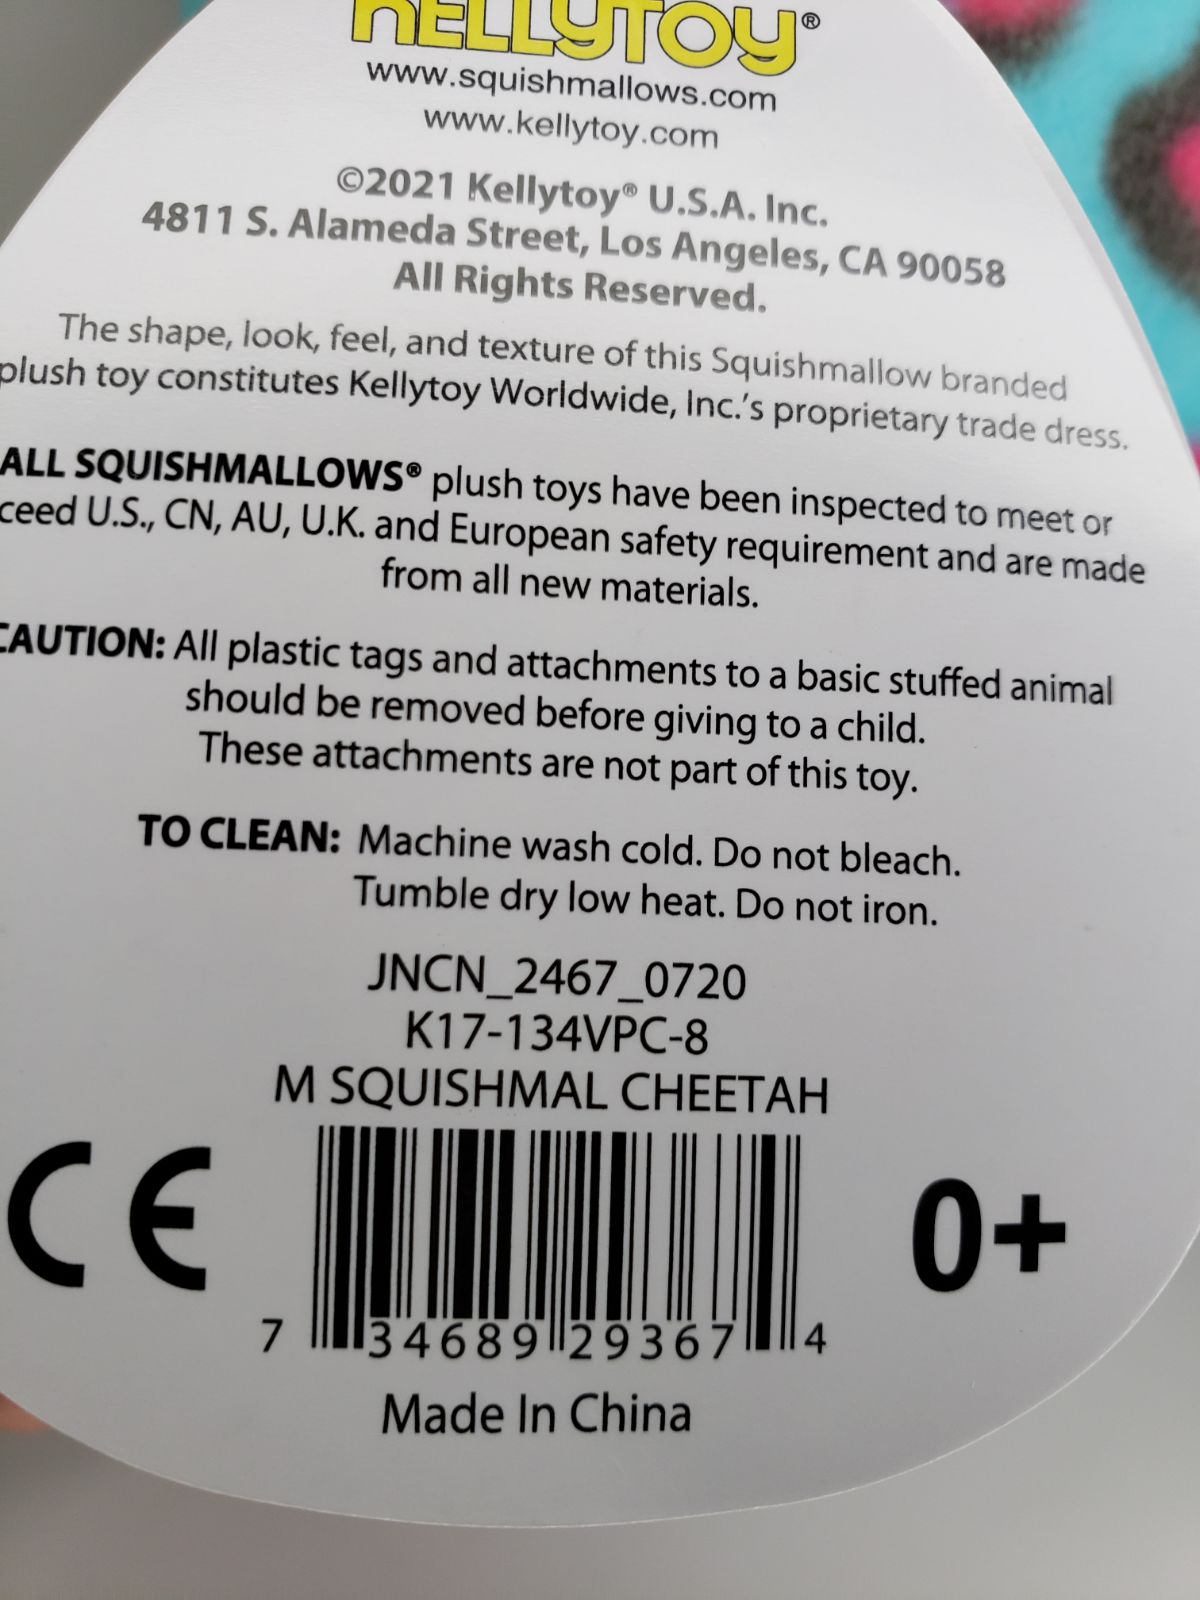 KELLYTOY®
www.squishmallows.com
www.kellytoy.com
©2021 Kellytoy® U.S.A. Inc.
4811 S. Alameda Street, Los Angeles, CA 90058
All Rights Reserved.
The shape, look, feel, and texture of this Squishmallow branded
plush toy constitutes Kellytoy Worldwide, Inc.'s proprietary trade dress.
ALL SQUISHMALLOWS® plush toys have been inspected to meet or
ceed U.S., CN, AU, U.K. and European safety requirement and are made
from all new materials.
CAUTION: All plastic tags and attachments to a basic stuffed animal
should be removed before giving to a child.
These attachments are not part of this toy.
TO CLEAN: Machine wash cold. Do not bleach.
Tumble dry low heat. Do not iron.
JNCN_2467_0720
K17-134VPC-8
M SQUISHMAL CHEETAH
CE 0+
7 34689 29367 4
Made In China